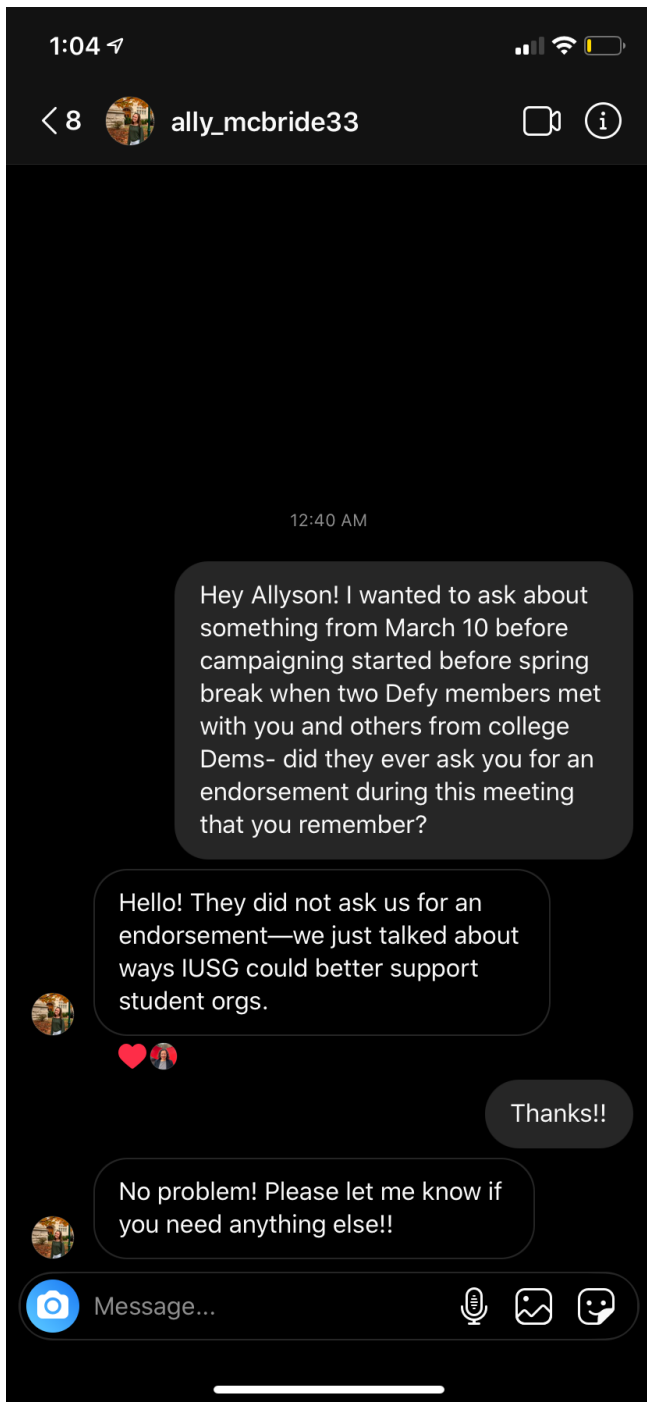 1:04
8 ally_mcbride33
12:40 AM
Hey Allyson! I wanted to ask about
something from March 10 before
campaigning started before spring
break when two Defy members met
with you and others from college
Dems- did they ever ask you for an
endorsement during this meeting
that you remember?
Hello! They did not ask us for an
endorsement—we just talked about
ways IUSG could better support
student orgs.
Thanks!!
No problem! Please let me know if
you need anything else!!
Message...